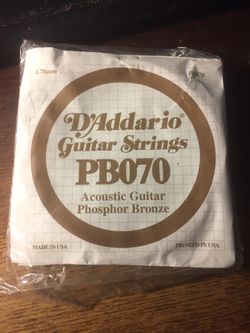 1.78mm
D'Addario®
Guitar Strings
PB070
Acoustic Guitar
Phosphor Bronze
MADE IN USA
PRINTED IN USA